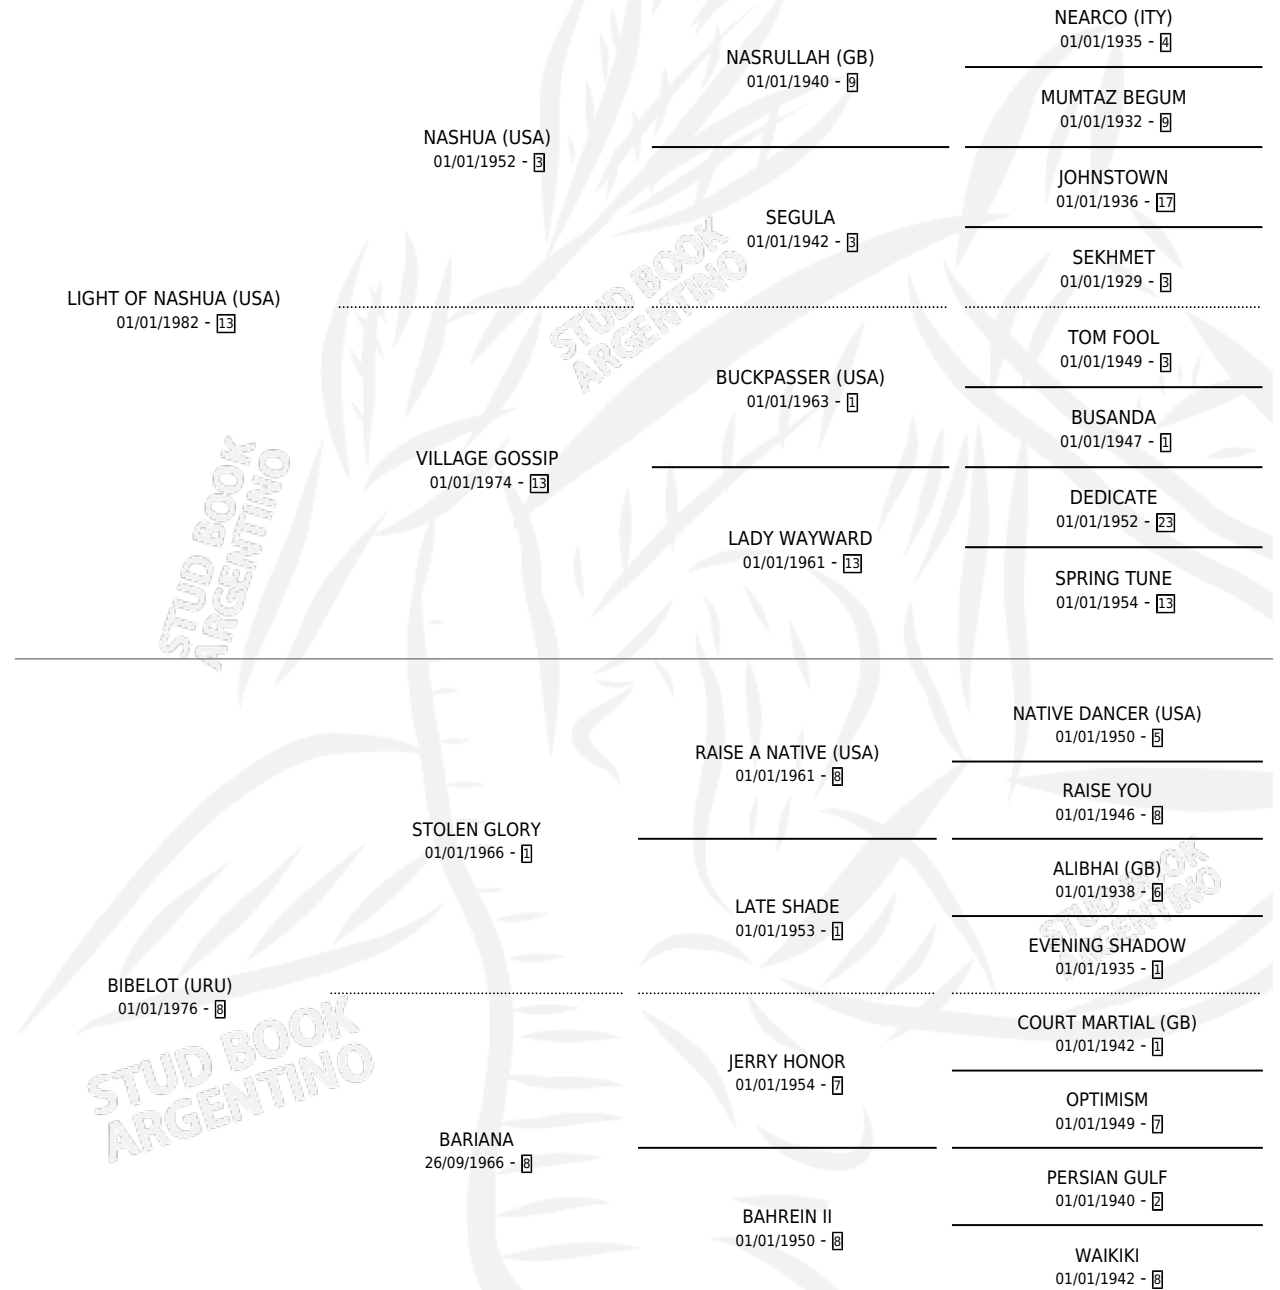 NEARCO (ITY)
01/01/1935 - 4
NASRULLAH (GB)
01/01/1940 - 9
MUMTAZ BEGUM
01/01/1932 - 9
NASHUA (USA)
01/01/1952 - 3
JOHNSTOWN
01/01/1936 - 17
SEGULA
01/01/1942 - 3
SEKHMET
01/01/1929 - 3
LIGHT OF NASHUA (USA)
01/01/1982 - 13
TOM FOOL
01/01/1949 - 3
BUCKPASSER (USA)
01/01/1963 - 1
BUSANDA
01/01/1947 - 1
VILLAGE GOSSIP
01/01/1974 - 13
DEDICATE
01/01/1952 - 23
LADY WAYWARD
01/01/1961 - 13
SPRING TUNE
01/01/1954 - 13
STUD BOOK
ARGENTINO
STUD BOOK
ARGENTINO
NATIVE DANCER (USA)
01/01/1950 - 5
RAISE A NATIVE (USA)
01/01/1961 - 8
RAISE YOU
01/01/1946 - 8
STOLEN GLORY
01/01/1966 - 1
ALIBHAI (GB)
01/01/1938 - 6
LATE SHADE
01/01/1953 - 1
EVENING SHADOW
01/01/1935 - 1
BIBELOT (URU)
01/01/1976 - 8
COURT MARTIAL (GB)
01/01/1942 - 1
JERRY HONOR
01/01/1954 - 7
OPTIMISM
01/01/1949 - 7
BARIANA
26/09/1966 - 8
PERSIAN GULF
01/01/1940 - 2
BAHREIN II
01/01/1950 - 8
WAIKIKI
01/01/1942 - 8
STUD BOOK
ARGENTINO
STUD BOOK
ARGENTINO